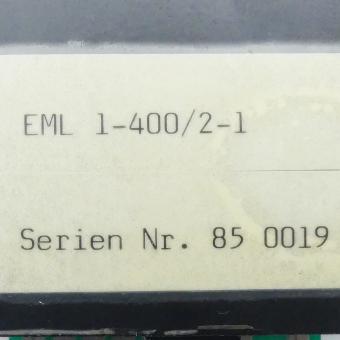 EML 1-400/2-1
Serien Nr. 85 0019